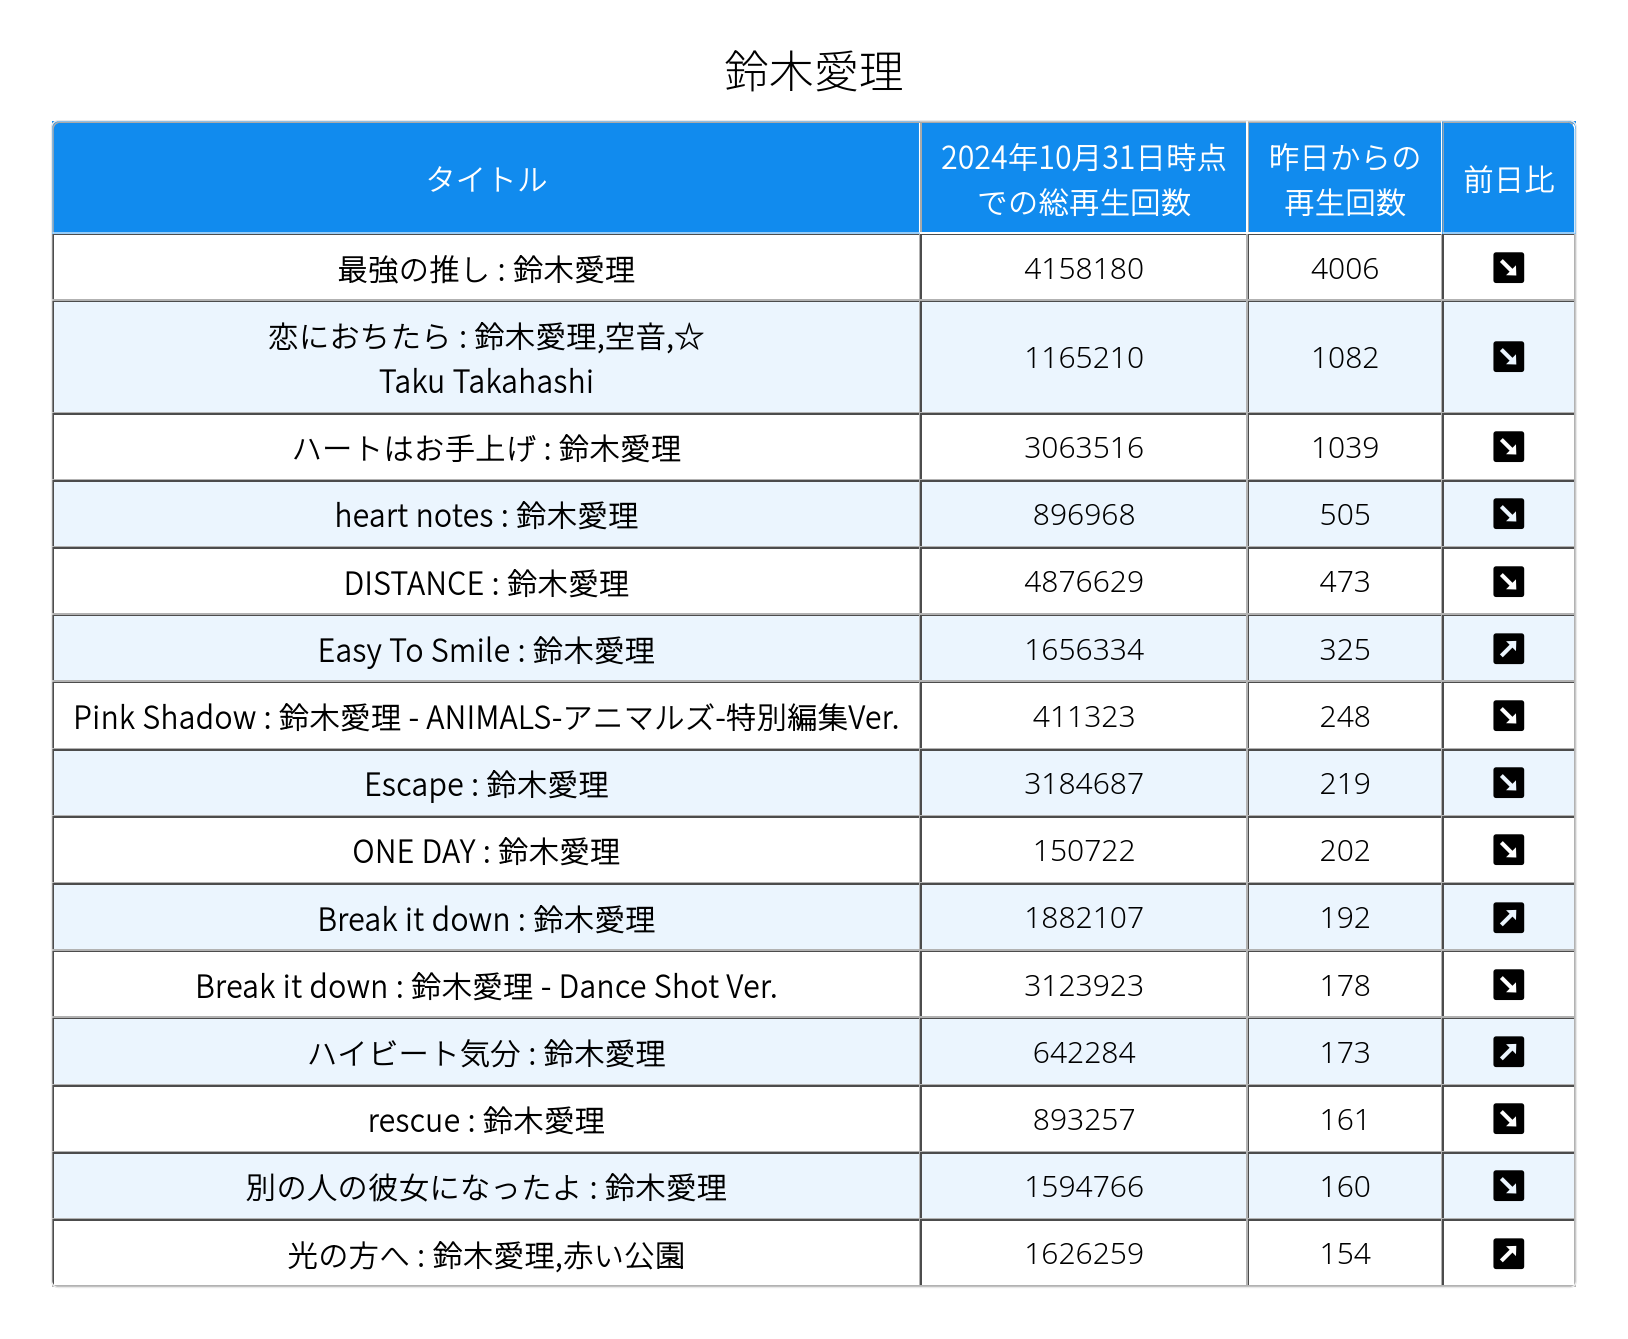 鈴木愛理
タイトル
2024年10月31日時点
での総再生回数
昨日からの
再生回数
前日比
最強の推し : 鈴木愛理 4158180 4006 ↘
恋におちたら : 鈴木愛理,空音,☆
Taku Takahashi
1165210 1082 ↘
ハートはお手上げ : 鈴木愛理 3063516 1039 ↘
heart notes : 鈴木愛理 896968 505 ↘
DISTANCE : 鈴木愛理 4876629 473 ↘
Easy To Smile : 鈴木愛理 1656334 325 ↗
Pink Shadow : 鈴木愛理 - ANIMALS-アニマルズ-特別編集Ver. 411323 248 ↘
Escape : 鈴木愛理 3184687 219 ↘
ONE DAY : 鈴木愛理 150722 202 ↘
Break it down : 鈴木愛理 1882107 192 ↗
Break it down : 鈴木愛理 - Dance Shot Ver. 3123923 178 ↘
ハイビート気分 : 鈴木愛理 642284 173 ↗
rescue : 鈴木愛理 893257 161 ↘
別の人の彼女になったよ : 鈴木愛理 1594766 160 ↘
光の方へ : 鈴木愛理,赤い公園 1626259 154 ↗